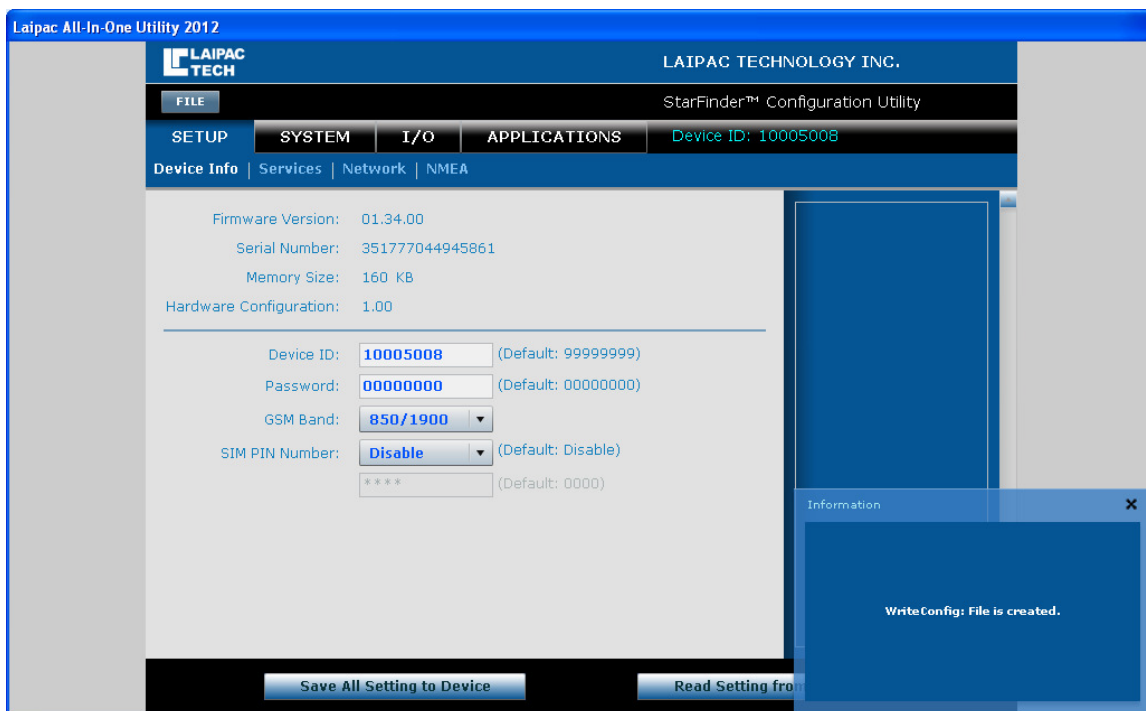 Laipac All-In-One Utility 2012
LAIPAC
TECH
LAIPAC TECHNOLOGY INC.
FILE
StarFinder™ Configuration Utility
SETUP SYSTEM I/O APPLICATIONS Device ID: 10005008
Device Info | Services | Network | NMEA
Firmware Version: 01.34.00
Serial Number: 351777044945861
Memory Size: 160 KB
Hardware Configuration: 1.00
Device ID: 10005008 (Default: 99999999)
Password: 00000000 (Default: 00000000)
GSM Band: 850/1900
SIM PIN Number: Disable (Default: Disable)
**** (Default: 0000)
Information
WriteConfig: File is created.
Save All Setting to Device
Read Setting fro